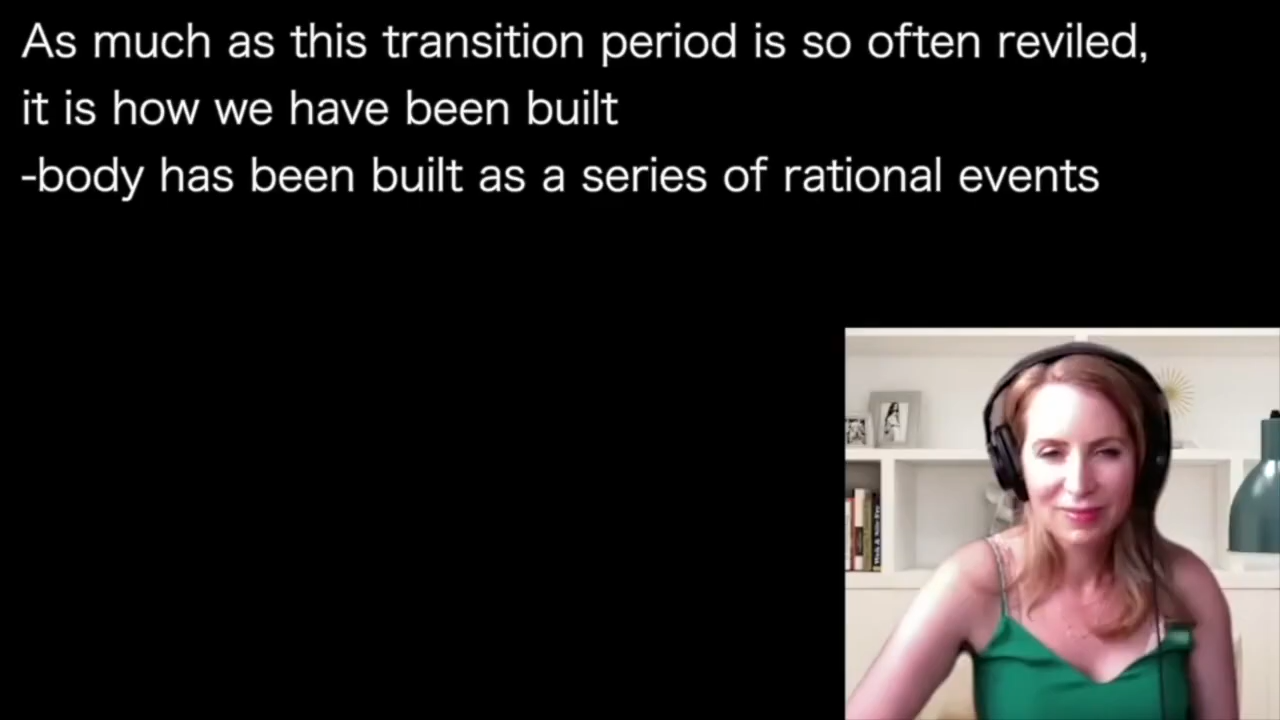 As much as this transition period is so often reviled,
it is how we have been built
-body has been built as a series of rational events